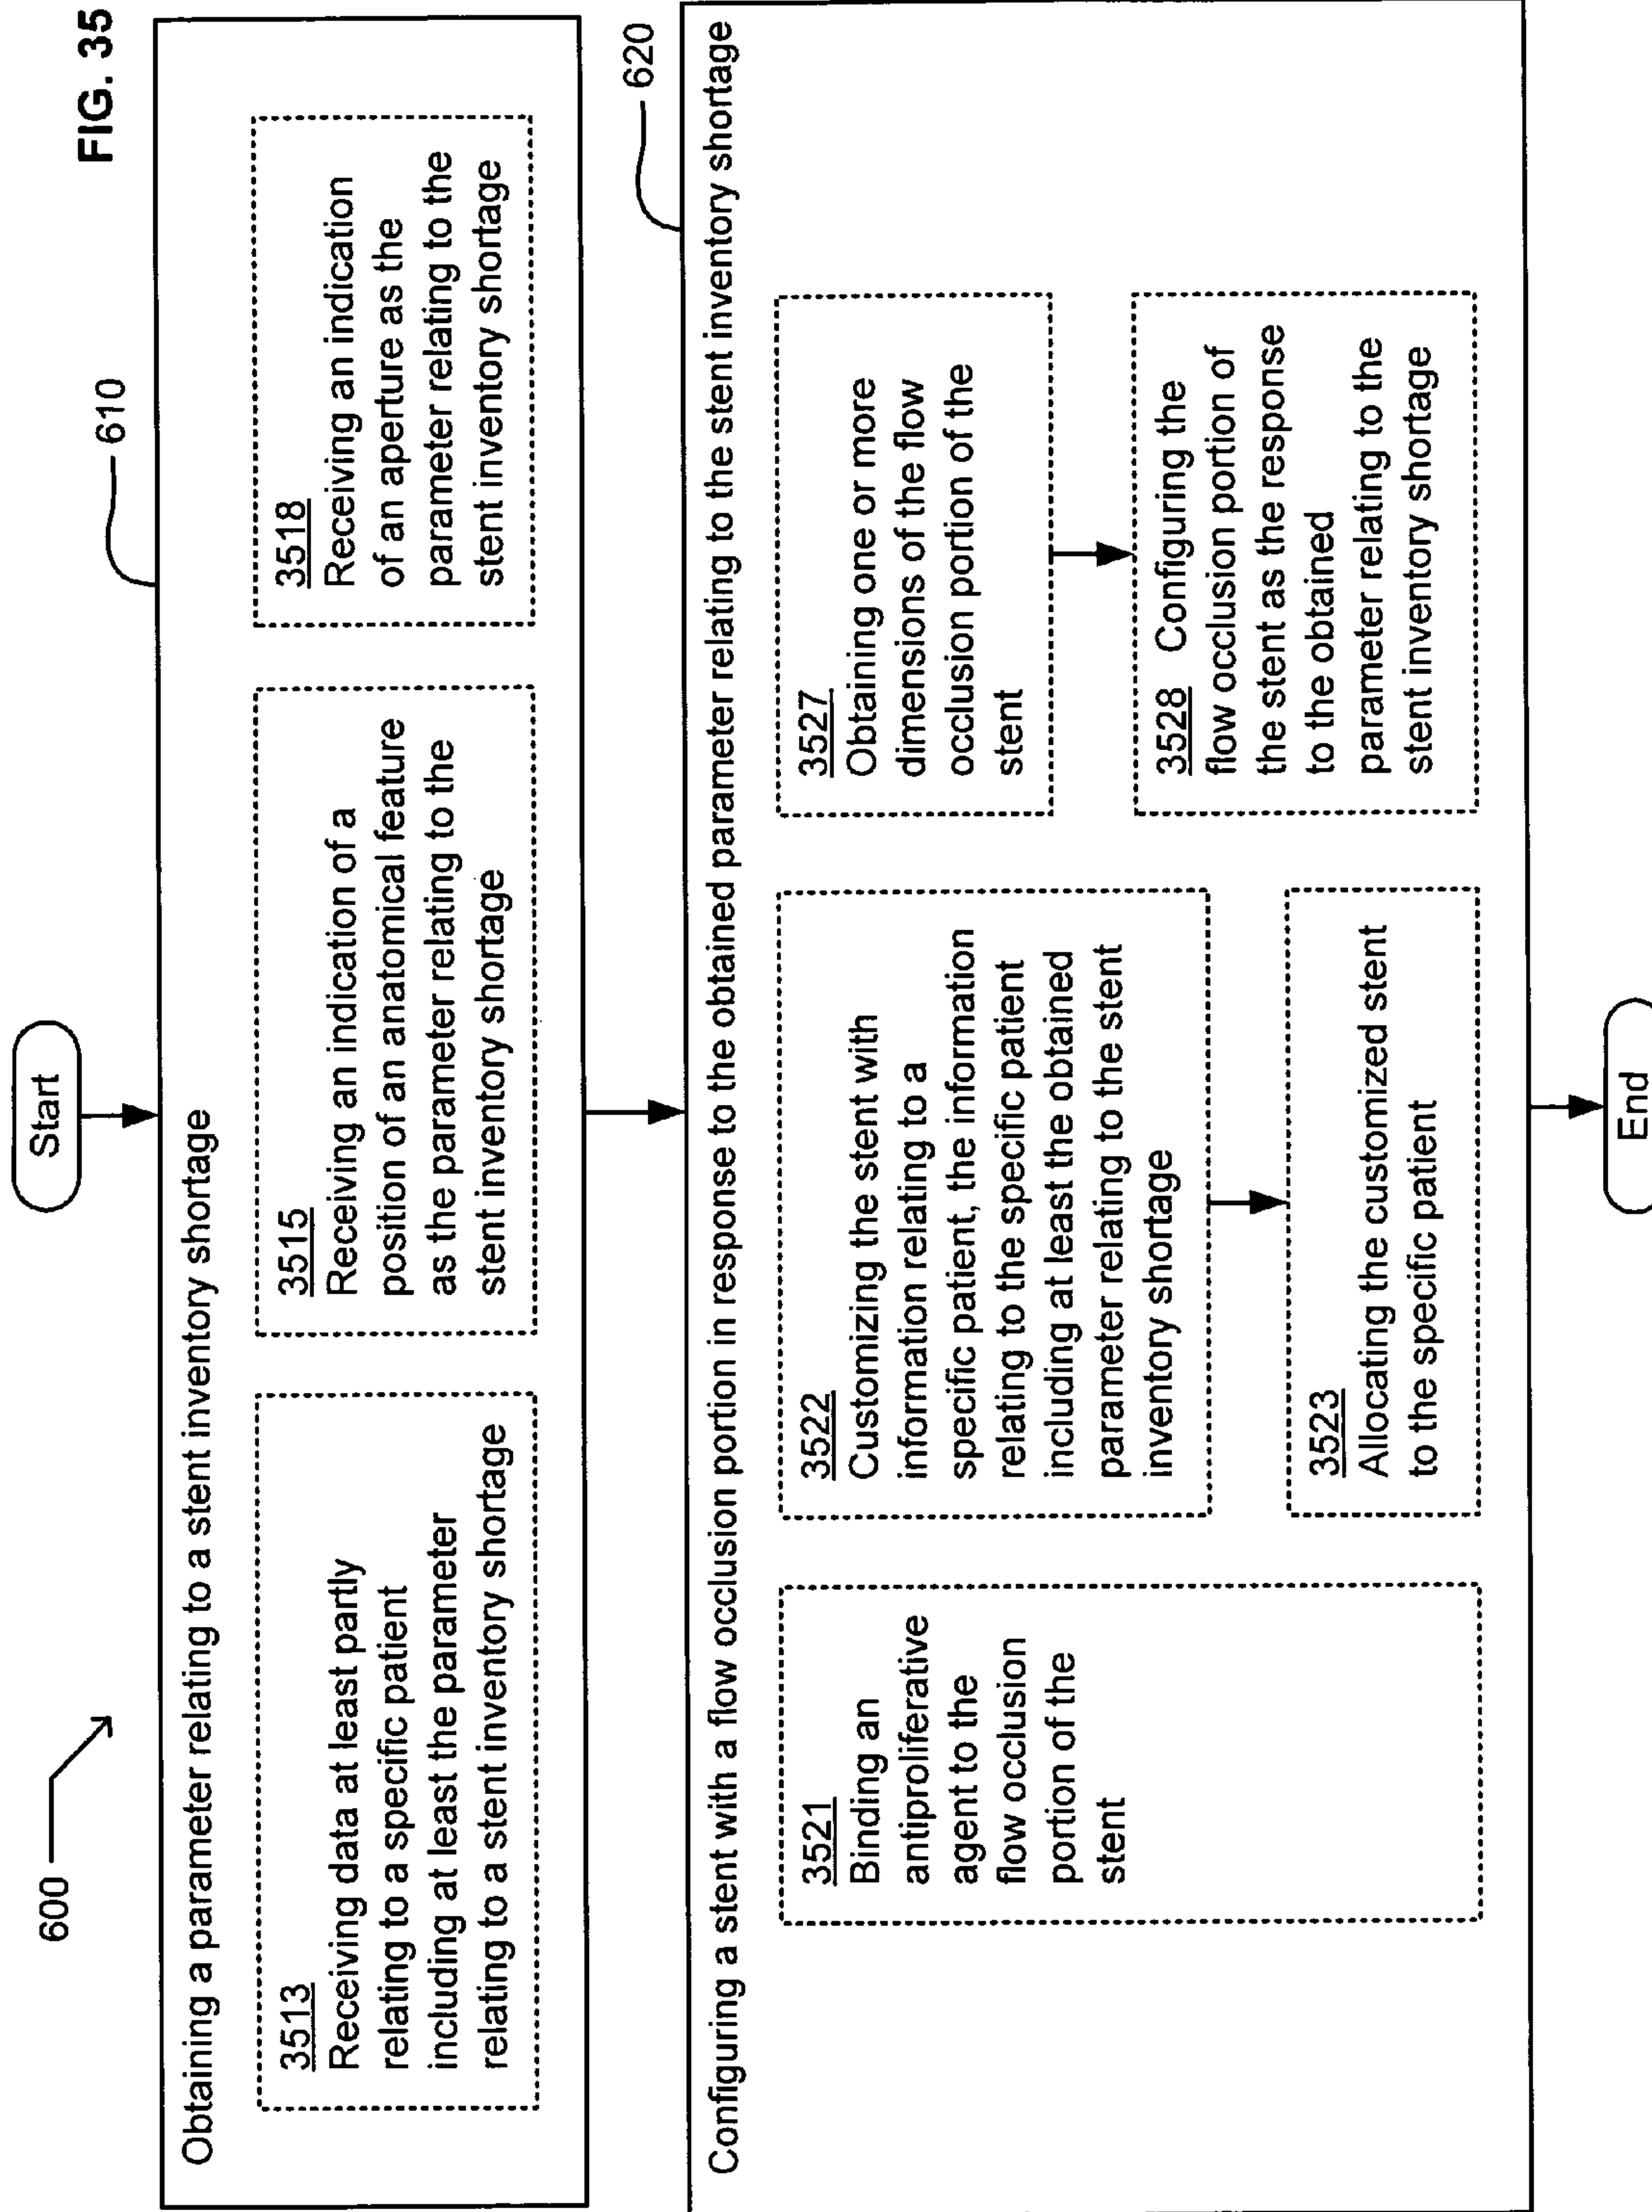 FIG. 35
600
Start
610
Obtaining a parameter relating to a stent inventory shortage
3513
Receiving data at least partly
relating to a specific patient
including at least the parameter
relating to a stent inventory shortage
3515
Receiving an indication of a
position of an anatomical feature
as the parameter relating to the
stent inventory shortage
3518
Receiving an indication
of an aperture as the
parameter relating to the
stent inventory shortage
620
Configuring a stent with a flow occlusion portion in response to the obtained parameter relating to the stent inventory shortage
3521
Binding an
antiproliferative
agent to the
flow occlusion
portion of the
stent
3522
Customizing the stent with
information relating to a
specific patient, the information
relating to the specific patient
including at least the obtained
parameter relating to the stent
inventory shortage
3523
Allocating the customized stent
to the specific patient
3527
Obtaining one or more
dimensions of the flow
occlusion portion of the
stent
3528 Configuring the
flow occlusion portion of
the stent as the response
to the obtained
parameter relating to the
stent inventory shortage
End